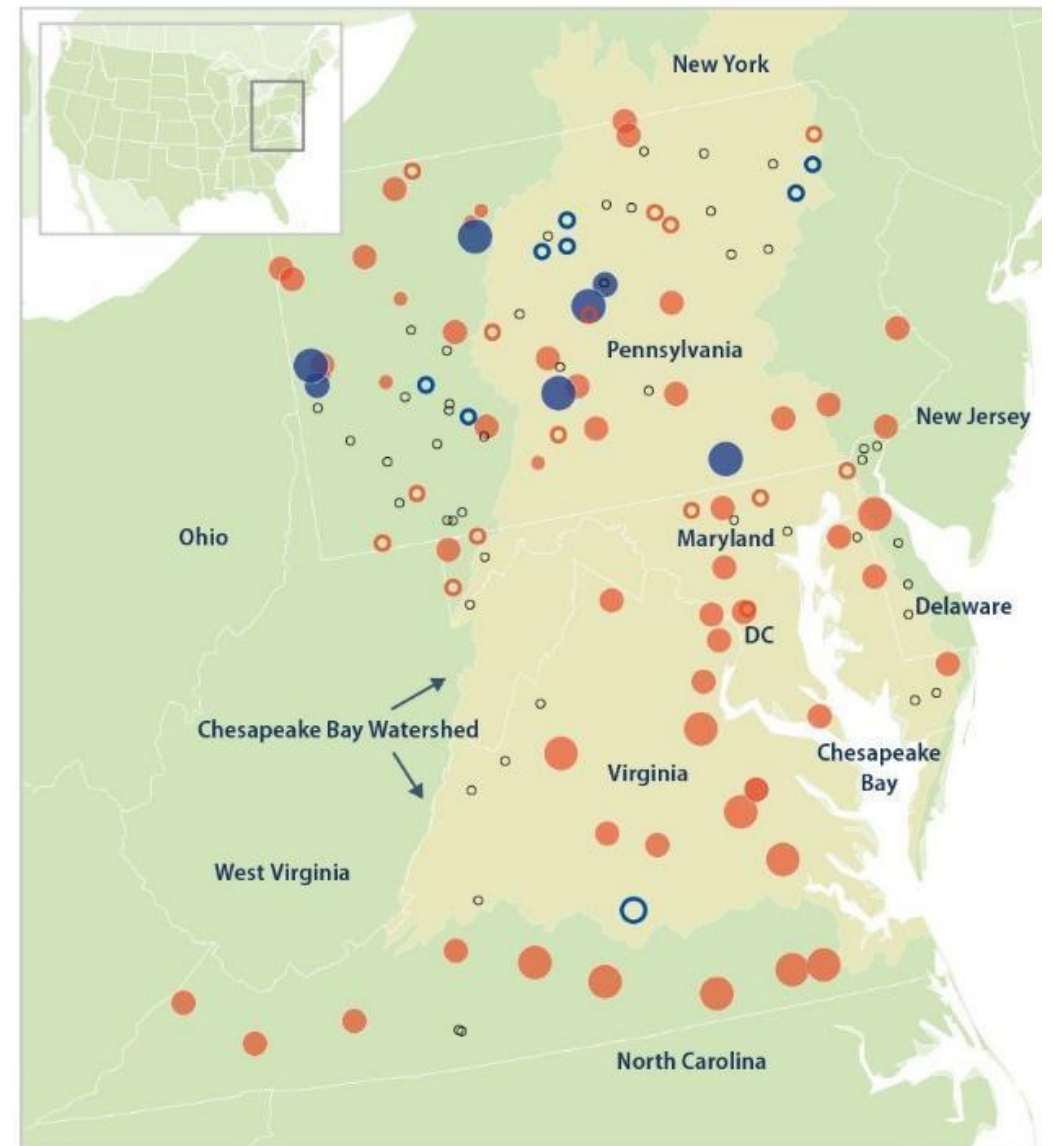 New York
Pennsylvania
New Jersey
Ohio
Maryland
Delaware
DC
Chesapeake Bay Watershed
Chesapeake
Bay
Virginia
West Virginia
North Carolina